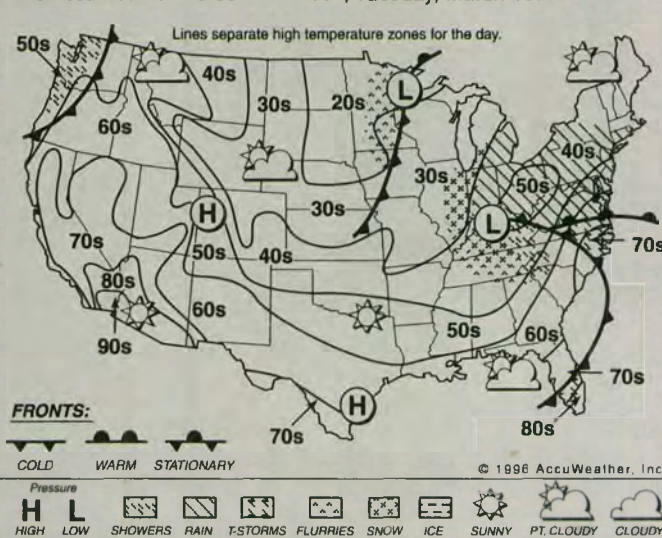 Lines separate high temperature zones for the day.
50s
40s
30s
20s
L
60s
40s
50s
30s
30s
H
L
70s
50s
40s
70s
80s
60s
50s
60s
90s
70s
H
70s
80s
FRONTS:
COLD WARM STATIONARY
© 1996 AccuWeather, Inc
Pressure
H L
HIGH LOW SHOWERS RAIN T-STORMS FLURRIES SNOW ICE SUNNY PT. CLOUDY CLOUDY